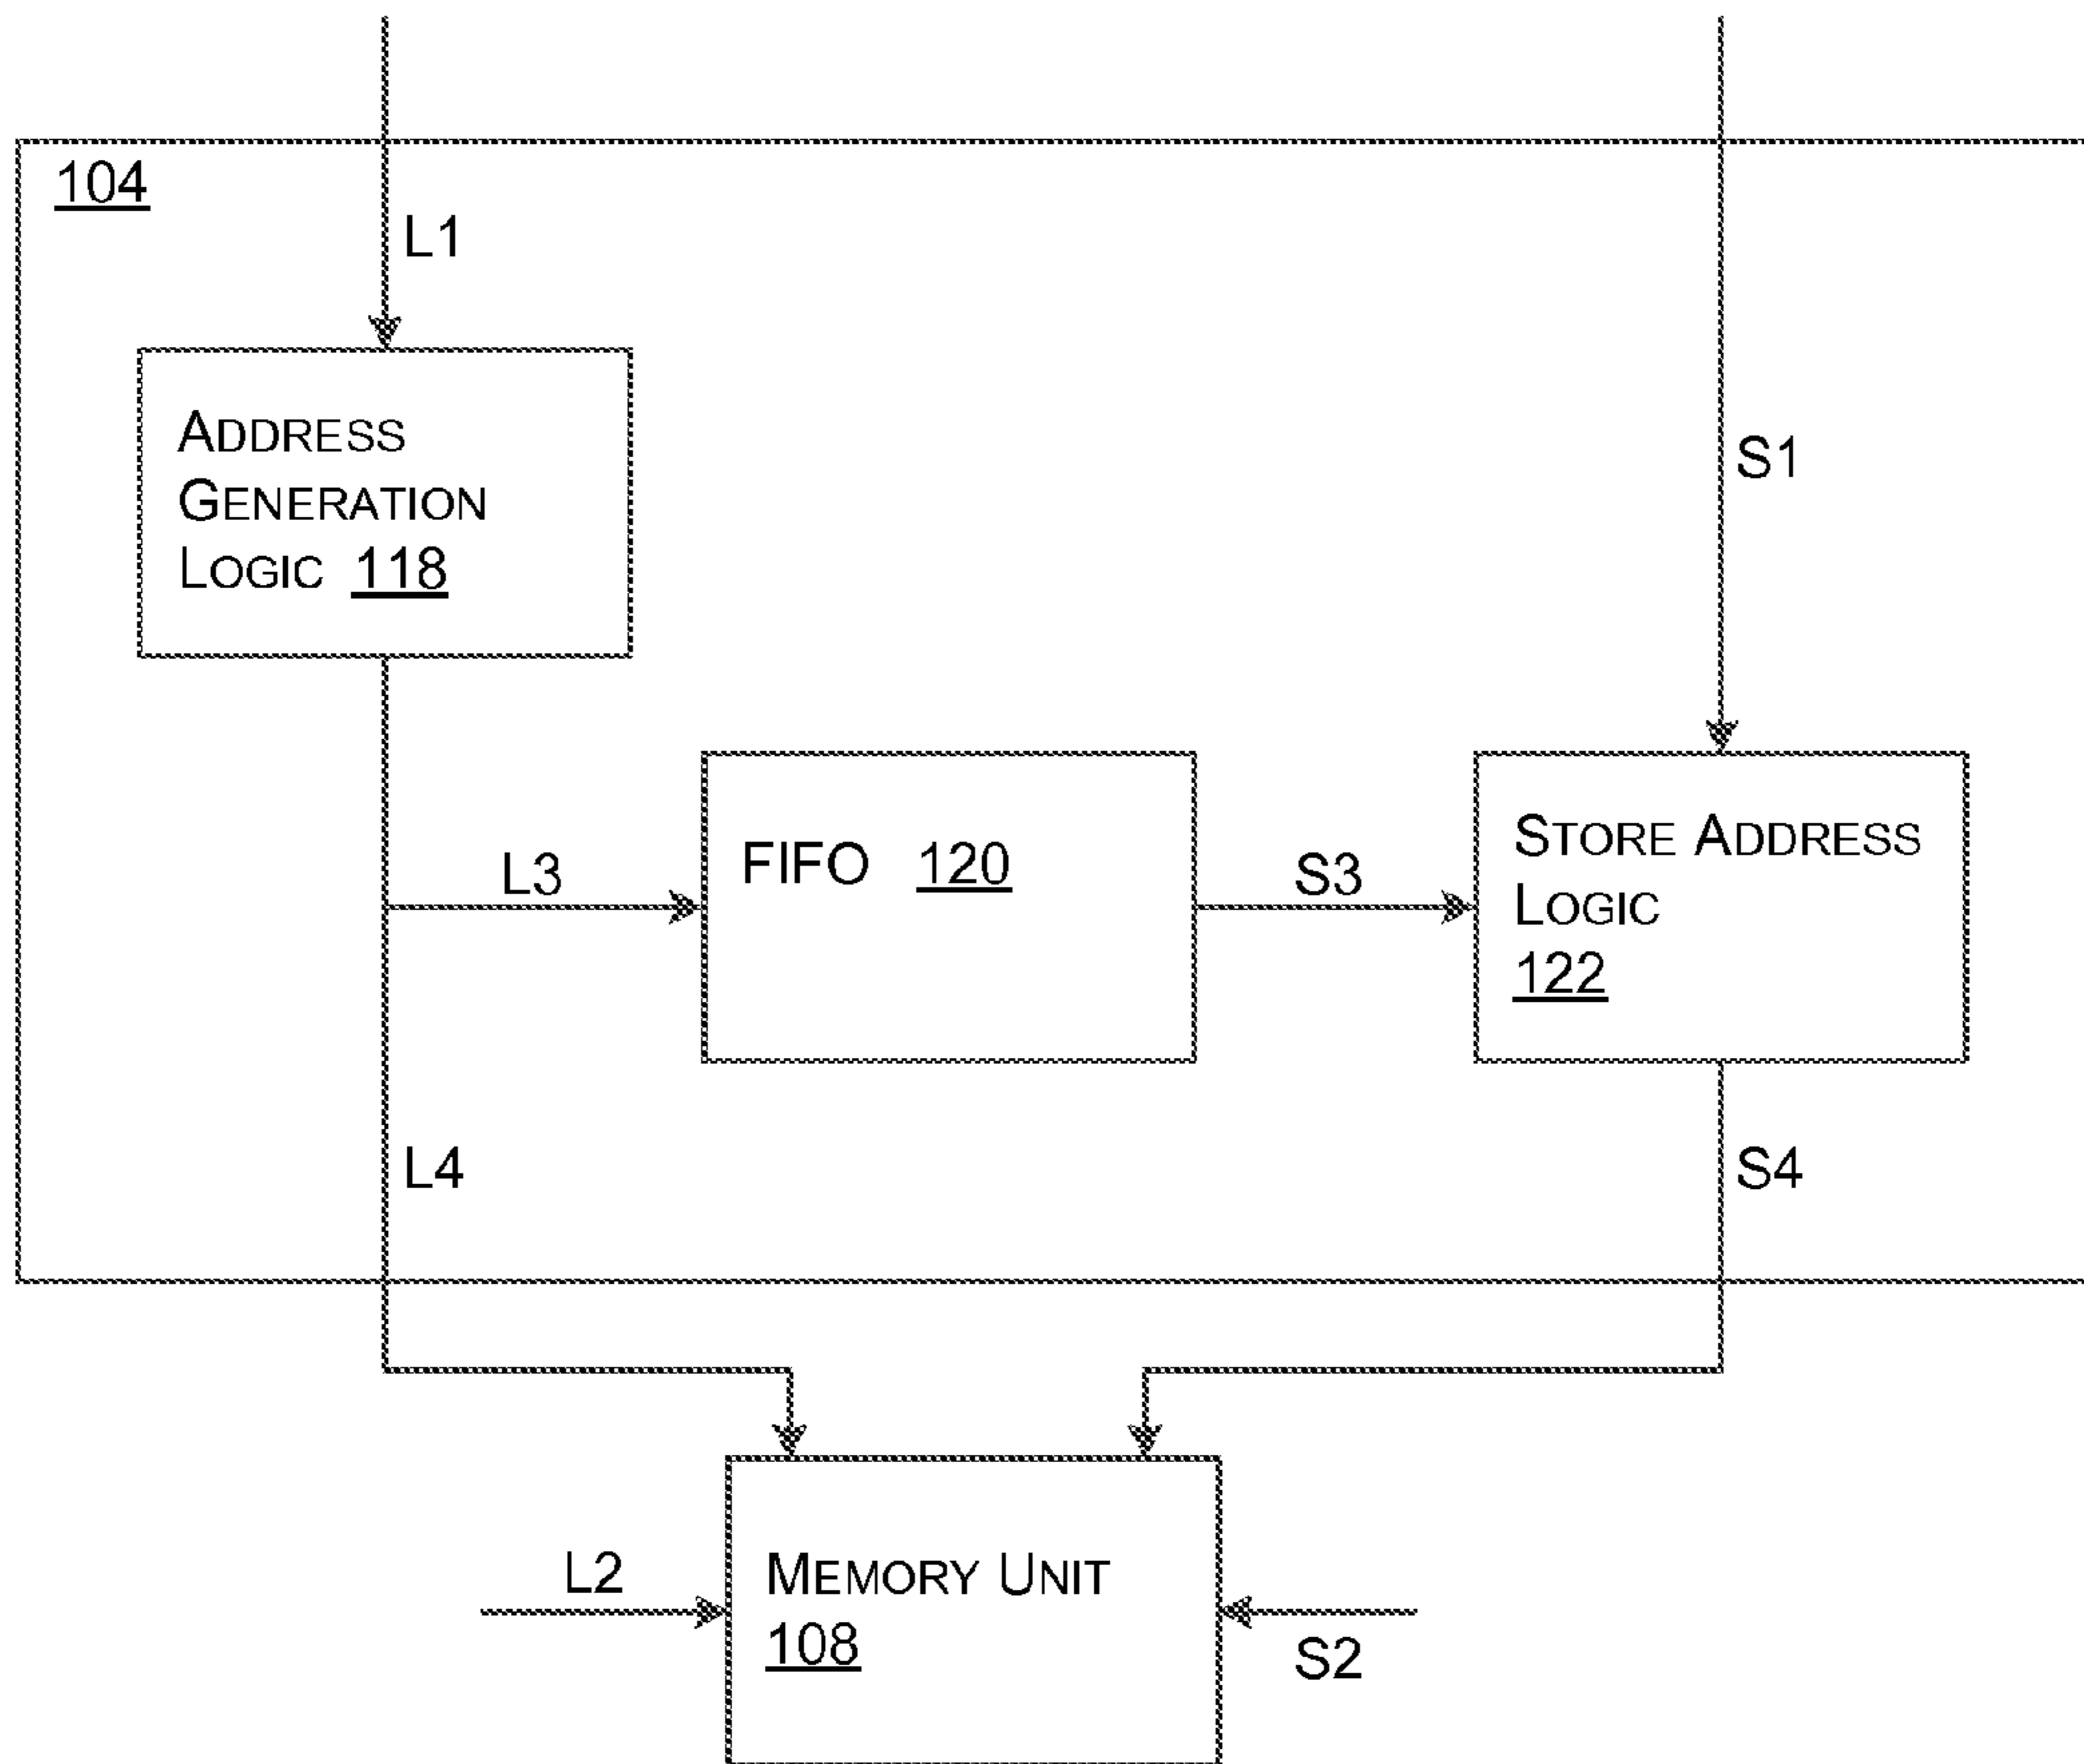 104
L1
ADDRESS
GENERATION
LOGIC 118
S1
L3
FIFO 120
S3
STORE ADDRESS
LOGIC
122
L4
S4
L2
MEMORY UNIT
108
S2